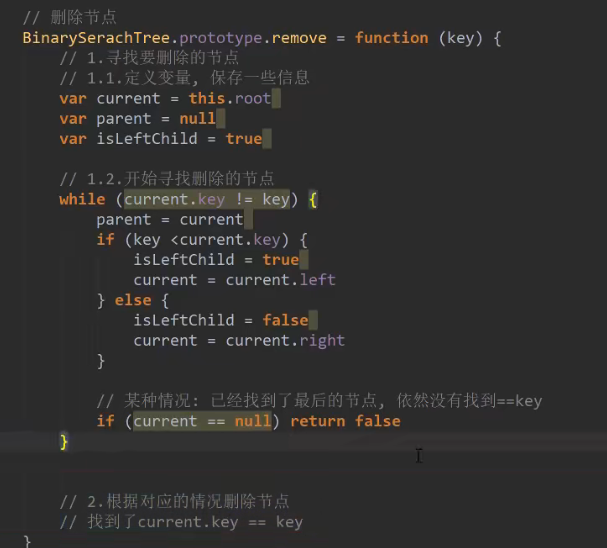 // 删除节点
BinarySerachTree.prototype.remove = function (key) {
// 1.寻找要删除的节点
// 1.1.定义变量, 保存一些信息
var current = this.root
var parent = null
var isLeftChild = true
// 1.2.开始寻找删除的节点
while (current.key != key) {
parent = current
if (key <current.key) {
isLeftChild = true
current = current.left
} else {
isLeftChild = false
current = current.right
}
// 某种情况: 已经找到了最后的节点, 依然没有找到==key
if (current == null) return false
}
// 2.根据对应的情况删除节点
// 找到了current.key == key
}